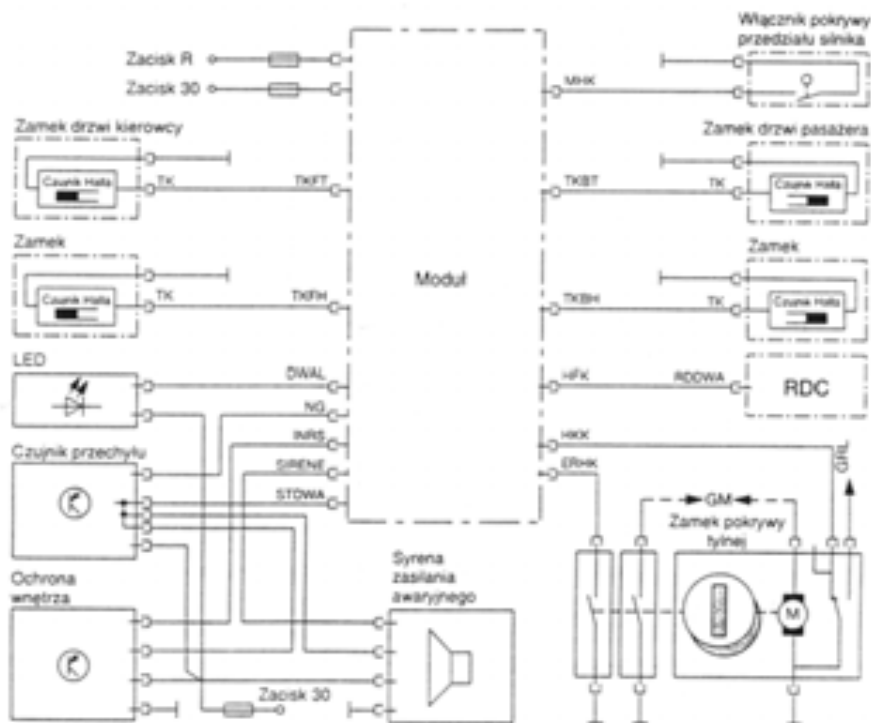 Włącznik pokrywy
przedziału silnika
Zacisk R
Zacisk 30
MHK
Zamek drzwi kierowcy
Zamek drzwi pasażera
Czujnik Halla
TK
TKFT
TKBT
TK
Czujnik Halla
Zamek
Zamek
Moduł
Czujnik Halla
TK
TKFH
TKBH
TK
Czujnik Halla
LED
DWAL
HFK
RDDWA
RDC
NG
INRS
HKK
Czujnik przechyłu
SIRENE
ERHK
GRL
STDWA
GM
Zamek pokrywy
tylnej
Syrena
zasilania
awaryjnego
Ochrona
wnętrza
M
Zacisk 30